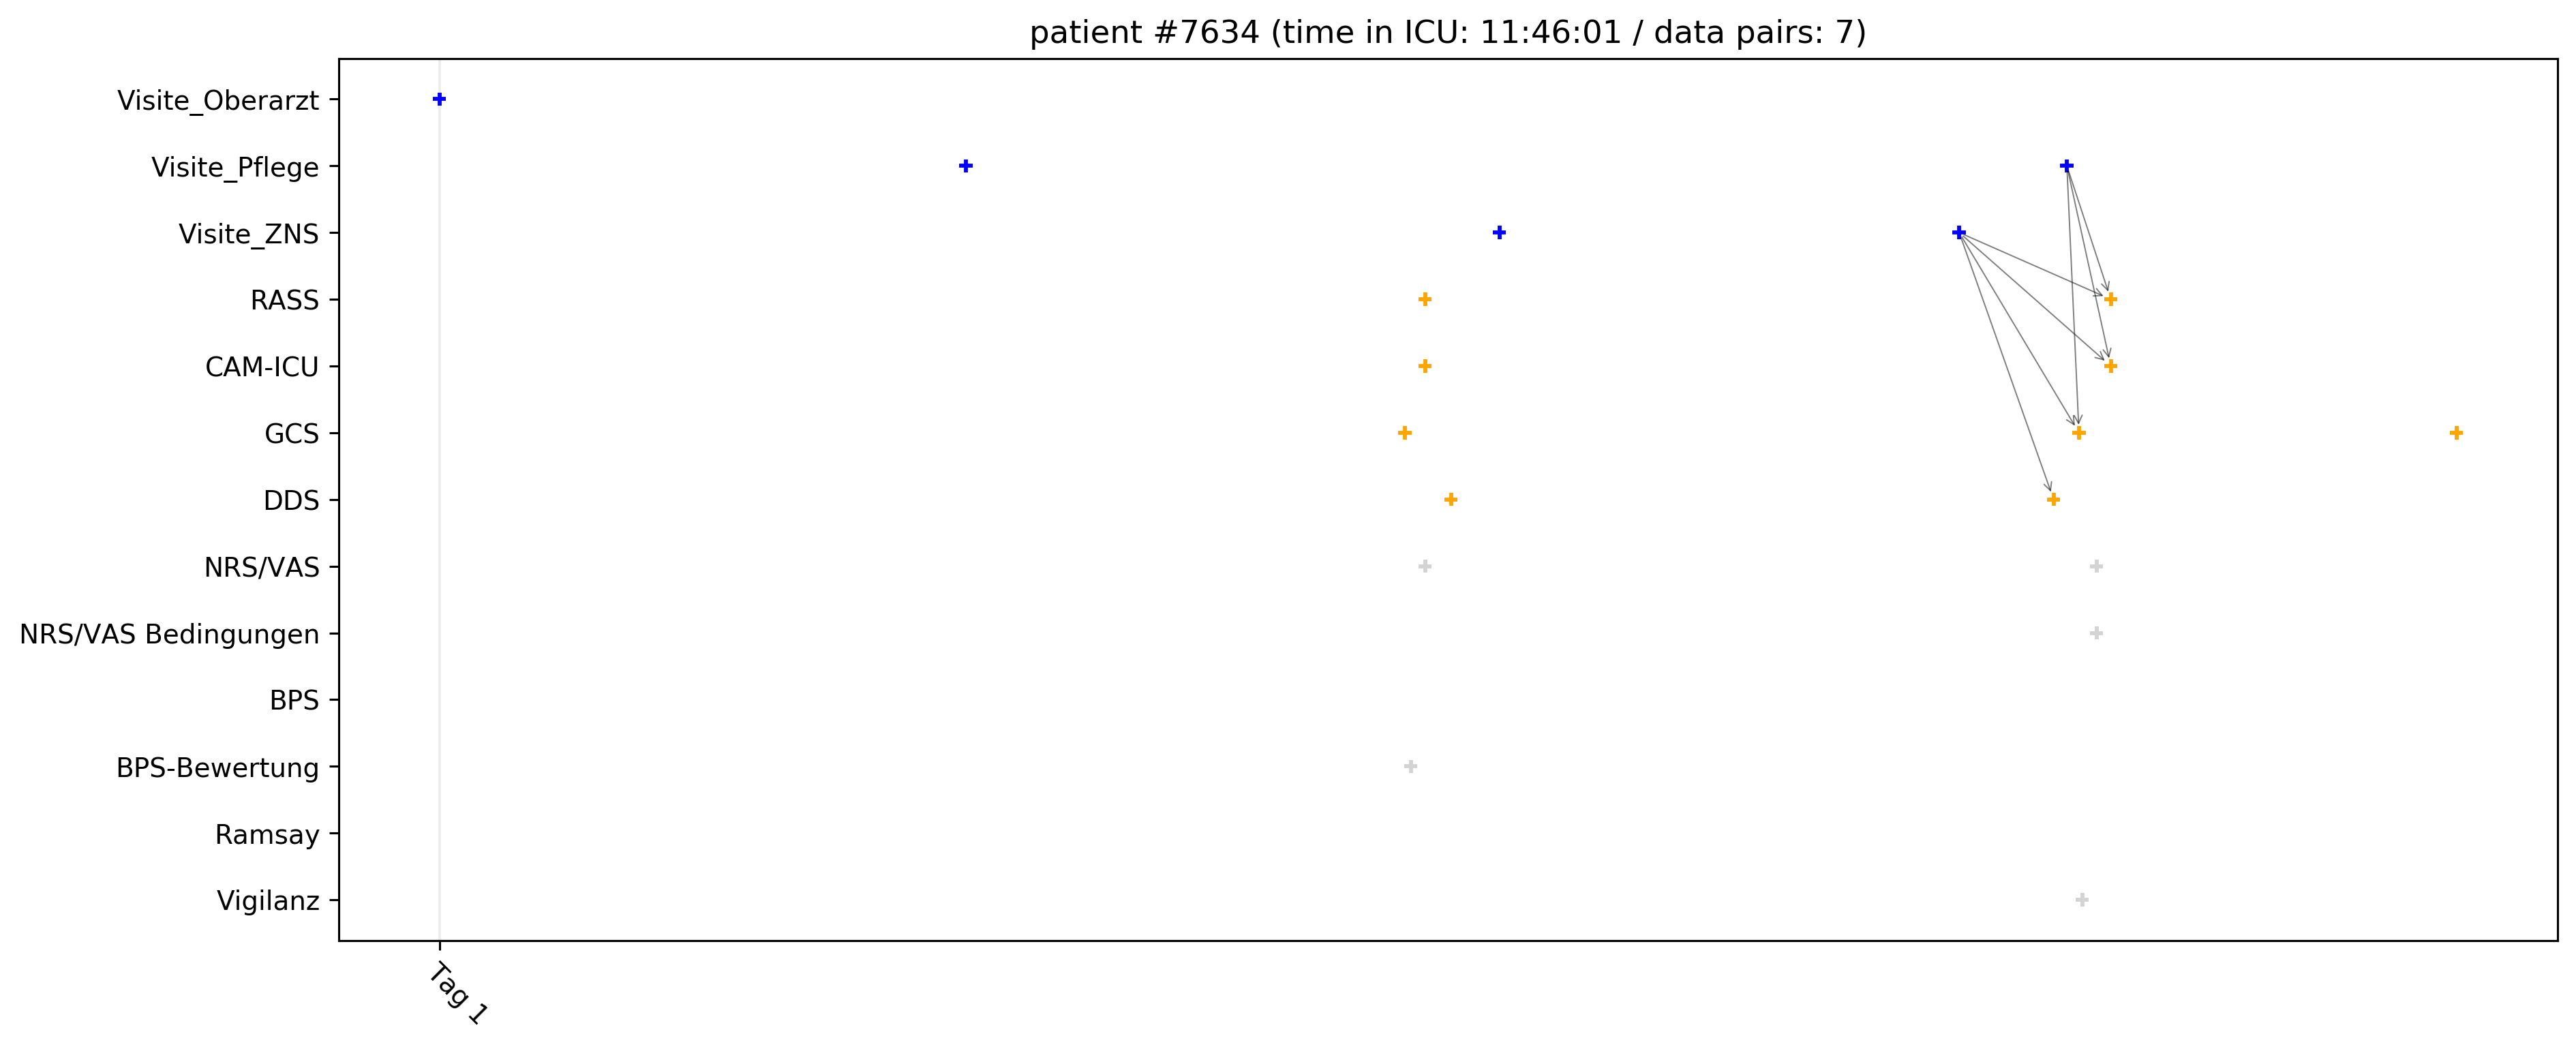 patient #7634 (time in ICU: 11:46:01 / data pairs: 7)
Visite_Oberarzt
Visite_Pflege
Visite_ZNS
RASS
CAM-ICU
GCS
DDS
NRS/VAS
NRS/VAS Bedingungen
BPS
BPS-Bewertung
Ramsay
Vigilanz
Tag 1